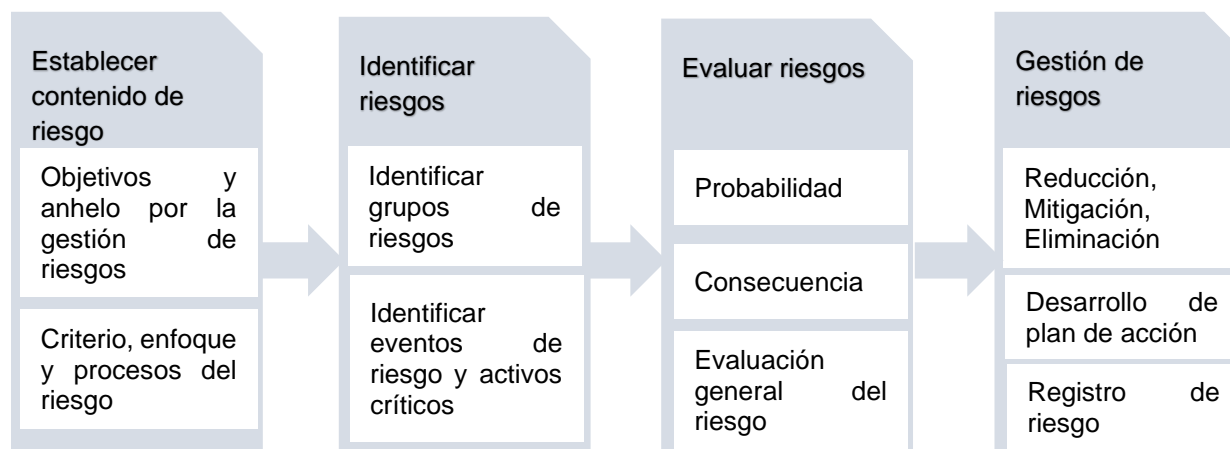 Establecer
contenido de
riesgo
Objetivos y
anhelo por la
gestión de
riesgos
Criterio, enfoque
y procesos del
riesgo
Identificar
riesgos
Identificar
grupos de
riesgos
Identificar
eventos de
riesgo y activos
críticos
Evaluar riesgos
Probabilidad
Consecuencia
Evaluación
general del
riesgo
Gestión de
riesgos
Reducción,
Mitigación,
Eliminación
Desarrollo de
plan de acción
Registro de
riesgo